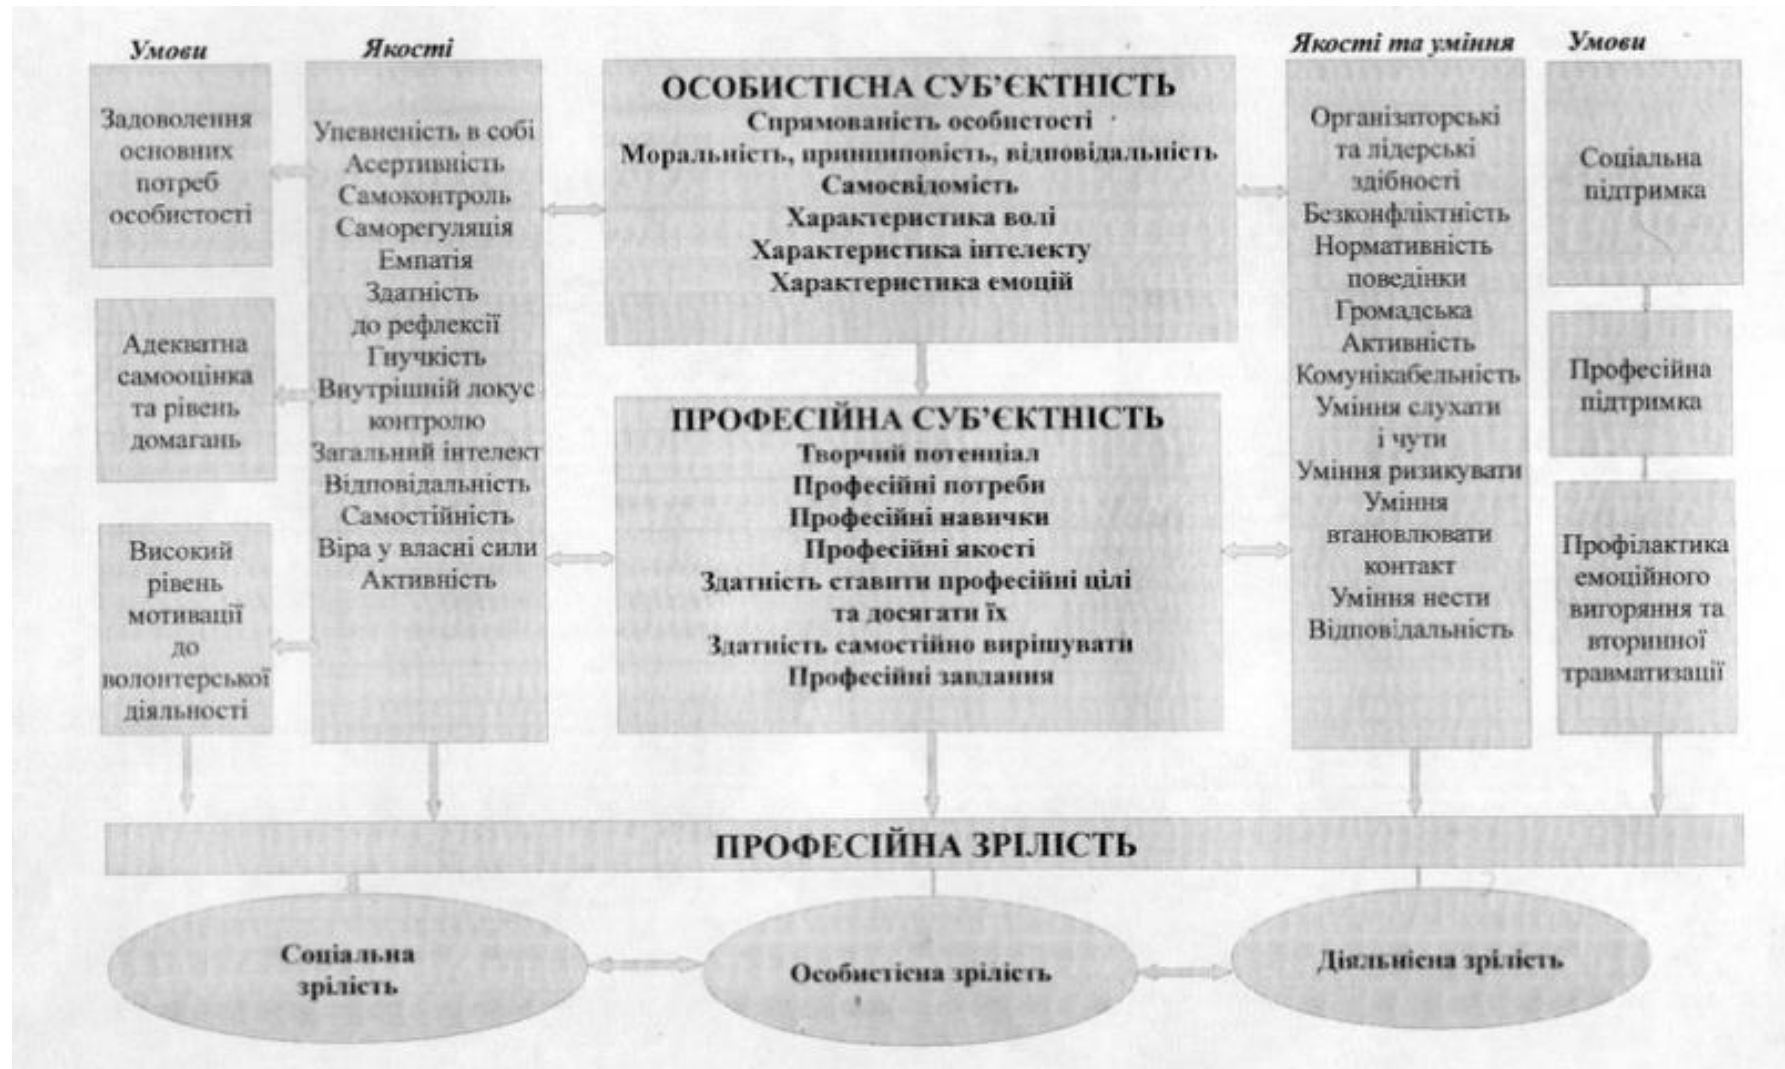 Умови
Задоволення
основних
потреб
особистості
Адекватна
самооцінка
та рівень
домагань
Високий
рівень
мотивації
до
волонтерської
діяльності
Якості
Упевненість в собі
Асертивність
Самоконтроль
Саморегуляція
Емпатія
Здатність
до рефлексії
Гнучкість
Внутрішній локус
контролю
Загальний інтелект
Відповідальність
Самостійність
Віра у власні сили
Активність
ОСОБИСТІСНА СУБ’ЄКТНІСТЬ
Спрямованість особистості
Моральність, принциповість, відповідальність
Самосвідомість
Характеристика волі
Характеристика інтелекту
Характеристика емоцій
ПРОФЕСІЙНА СУБ’ЄКТНІСТЬ
Творчий потенціал
Професійні потреби
Професійні навички
Професійні якості
Здатність ставити професійні цілі
та досягати їх
Здатність самостійно вирішувати
Професійні завдання
Якості та уміння
Організаторські
та лідерські
здібності
Безконфліктність
Нормативність
поведінки
Громадська
Активність
Комунікабельність
Уміння слухати
і чути
Уміння ризикувати
Уміння
втановлювати
контакт
Уміння нести
Відповідальність
Умови
Соціальна
підтримка
Професійна
підтримка
Профілактика
емоційного
вигоряння та
вторинної
травматизації
ПРОФЕСІЙНА ЗРІЛІСТЬ
Соціальна
зрілість
Особистісна зрілість
Діяльнісна зрілість